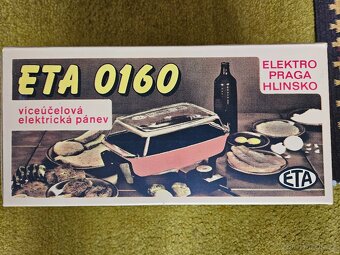 ETA 0160
víceúčelová
elektrická pánev
ELEKTRO
PRAGA
HLINSKO
ETA